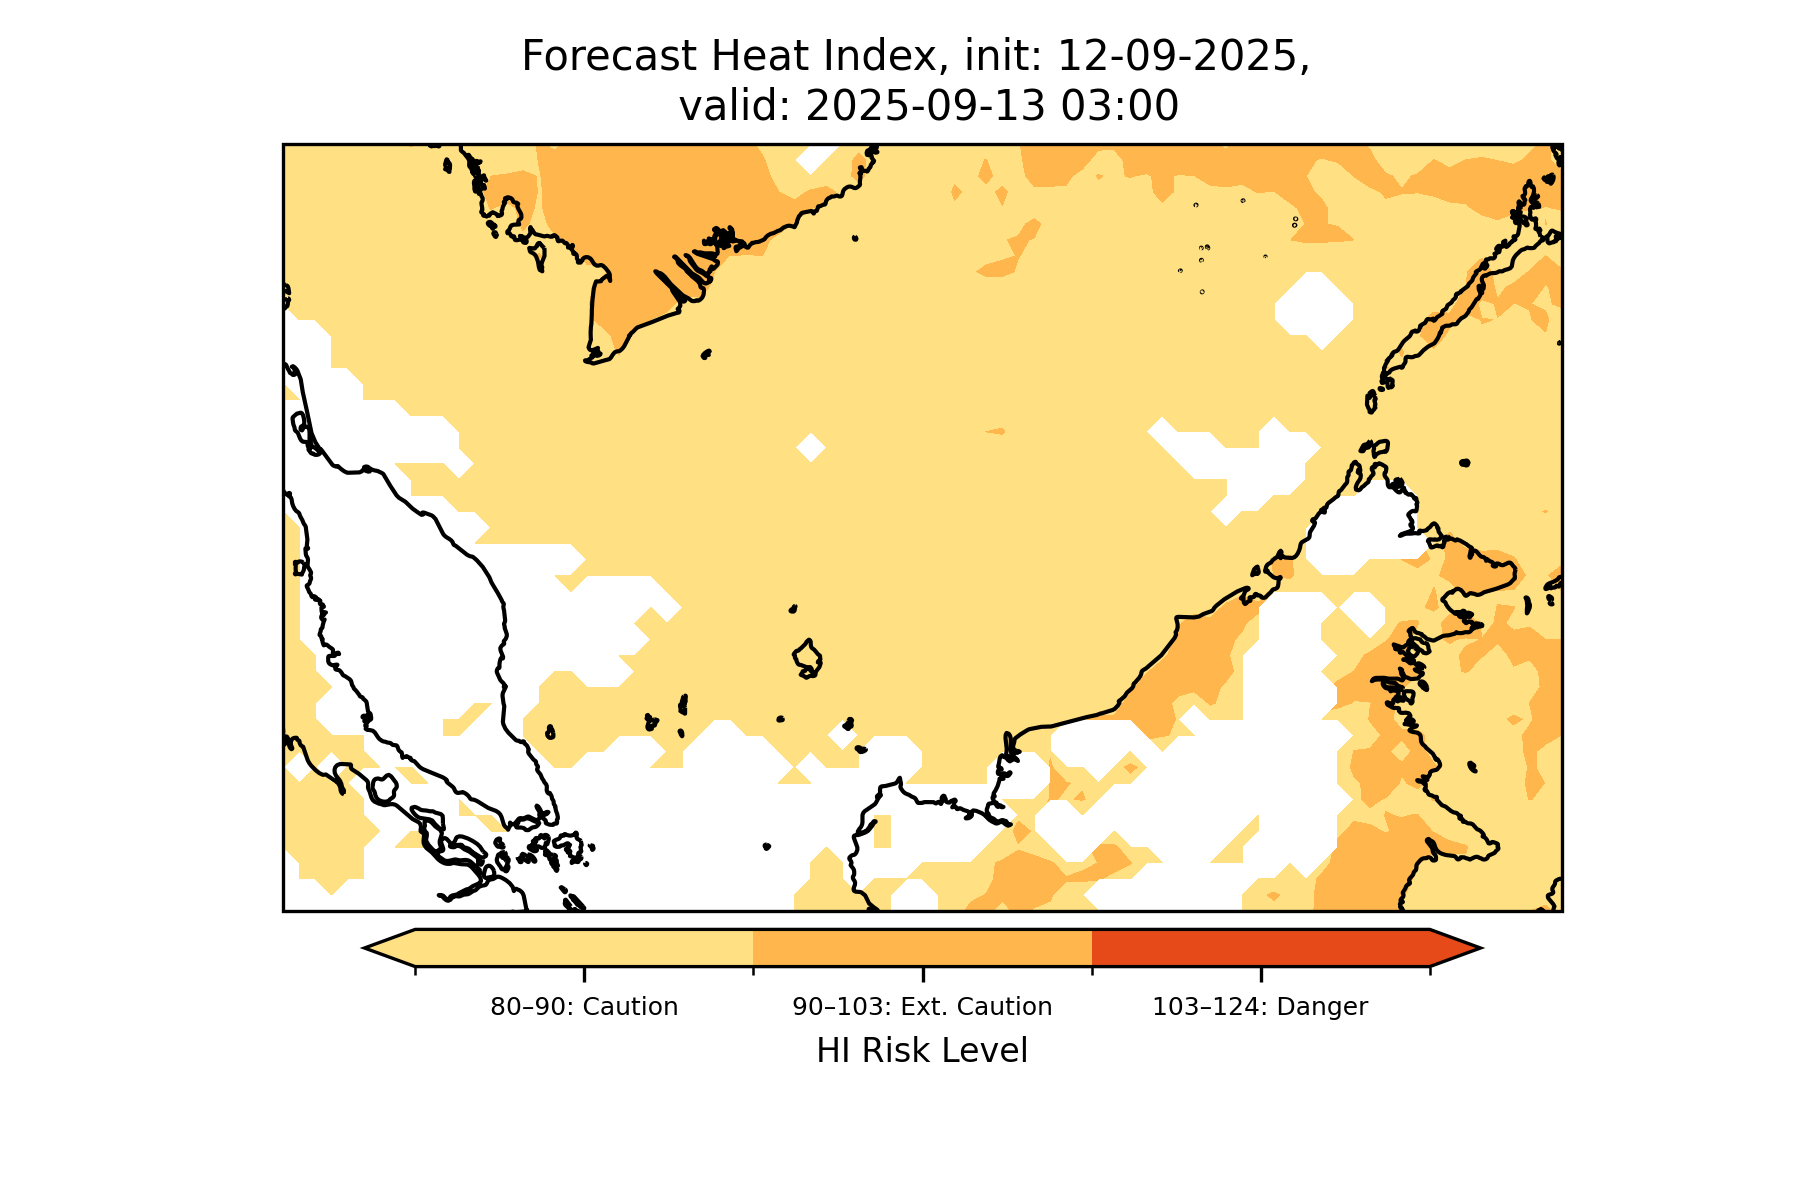 Forecast Heat Index, init: 12-09-2025,
valid: 2025-09-13 03:00
80–90: Caution
90–103: Ext. Caution
103–124: Danger
HI Risk Level